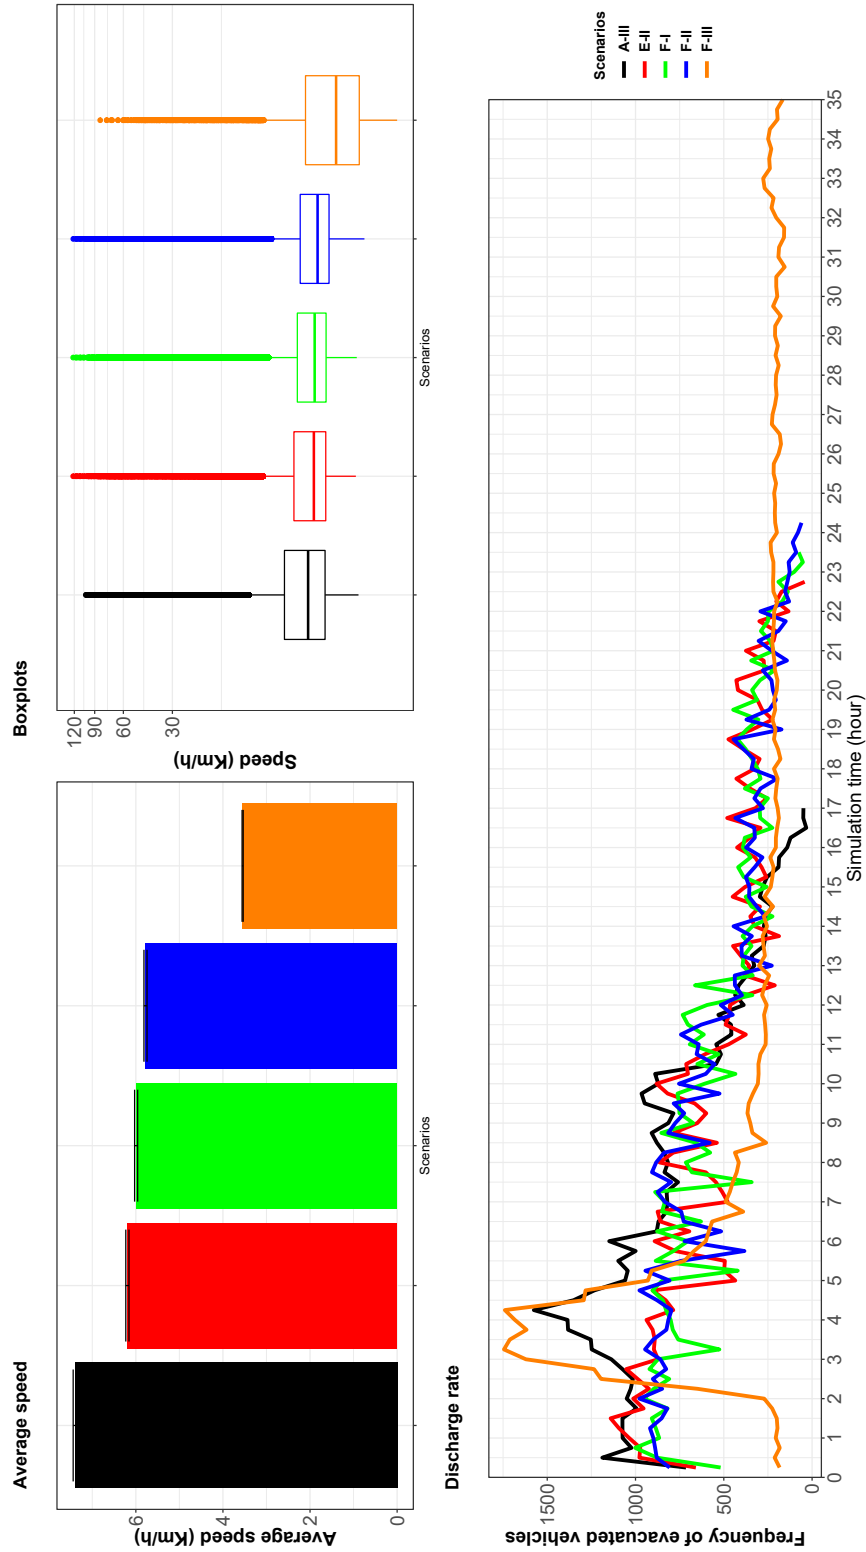 Average speed
Average speed (Km/h)
6
4
2
0
Scenarios
Boxplots
Speed (Km/h)
120
90
60
30
Scenarios
Discharge rate
Frequency of evacuated vehicles
1500
1000
500
0
0 1 2 3 4 5 6 7 8 9 10 11 12 13 14 15 16 17 18 19 20 21 22 23 24 25 26 27 28 29 30 31 32 33 34 35
Simulation time (hour)
Scenarios
A-III
E-II
F-I
F-II
F-III